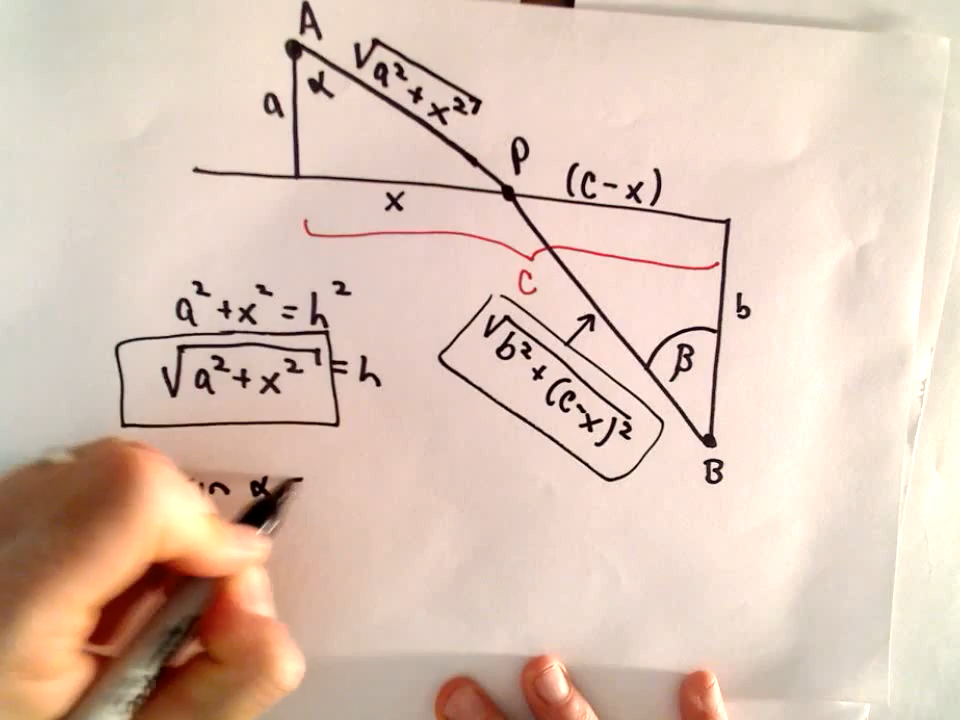 A
a
α
√(a² + x²)
P
(c-x)
x
c
b
β
B
a² + x² = h²
√(a² + x²) = h
√(b² + (c-x)²)
α =